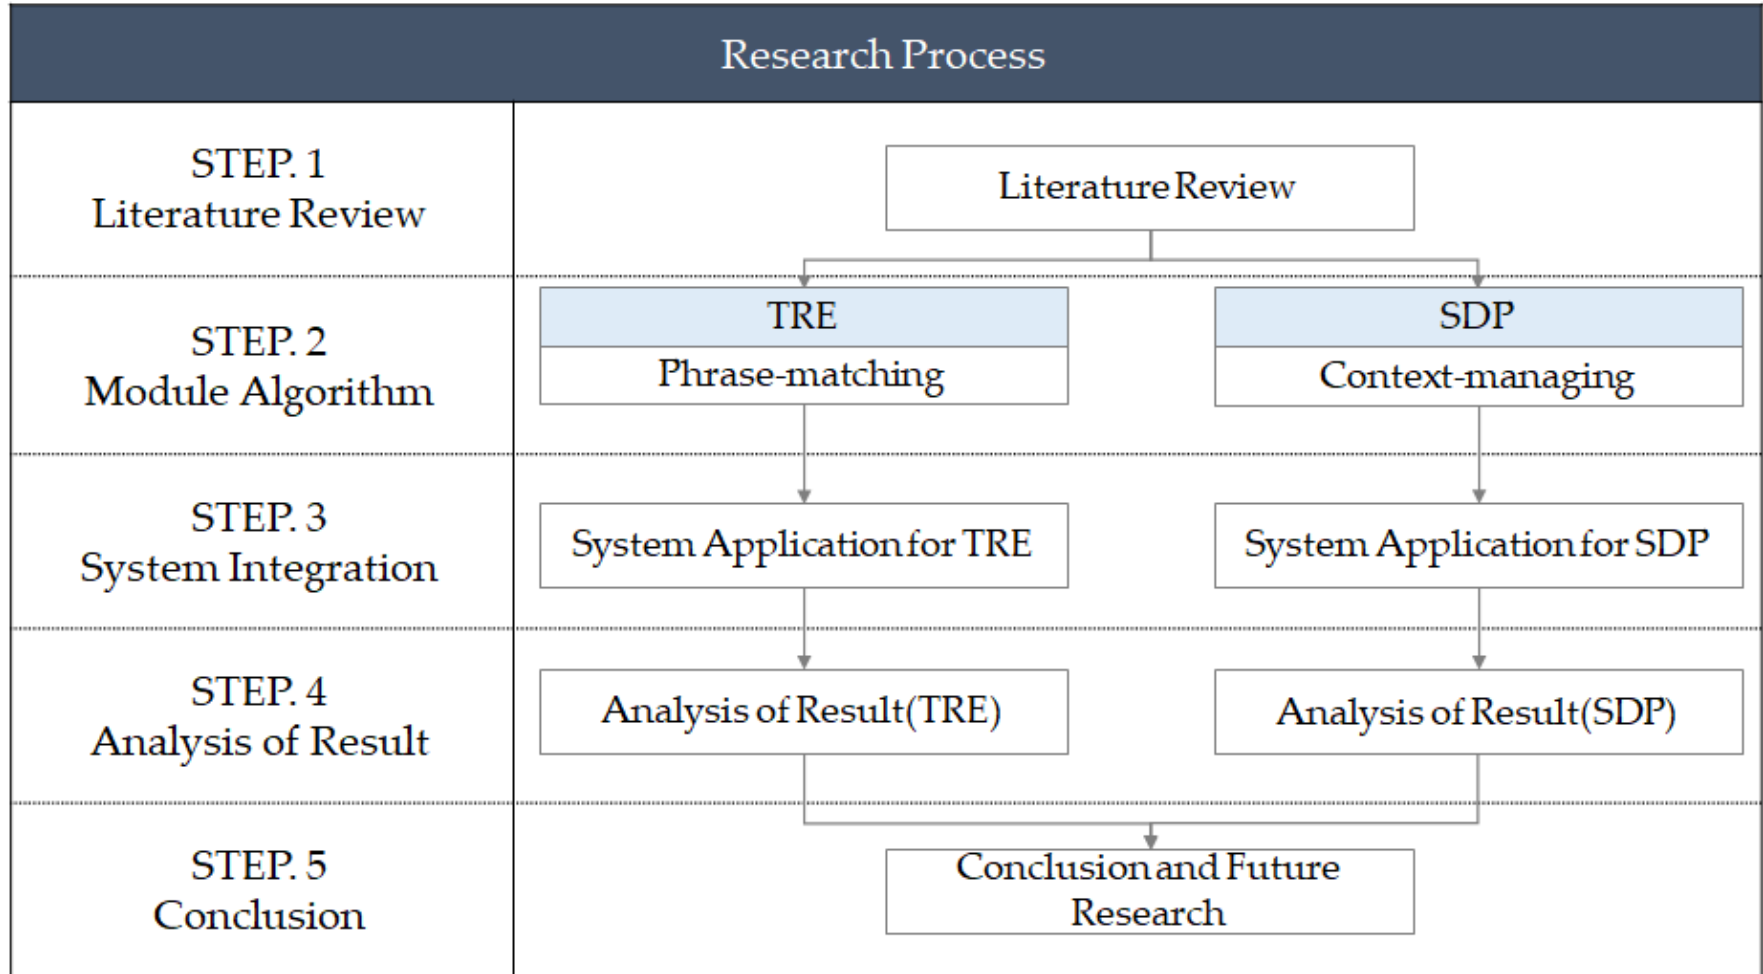 Research Process
STEP. 1
Literature Review
Literature Review
STEP. 2
Module Algorithm
TRE
Phrase-matching
SDP
Context-managing
STEP. 3
System Integration
System Application for TRE
System Application for SDP
STEP. 4
Analysis of Result
Analysis of Result(TRE)
Analysis of Result(SDP)
STEP. 5
Conclusion
Conclusion and Future
Research